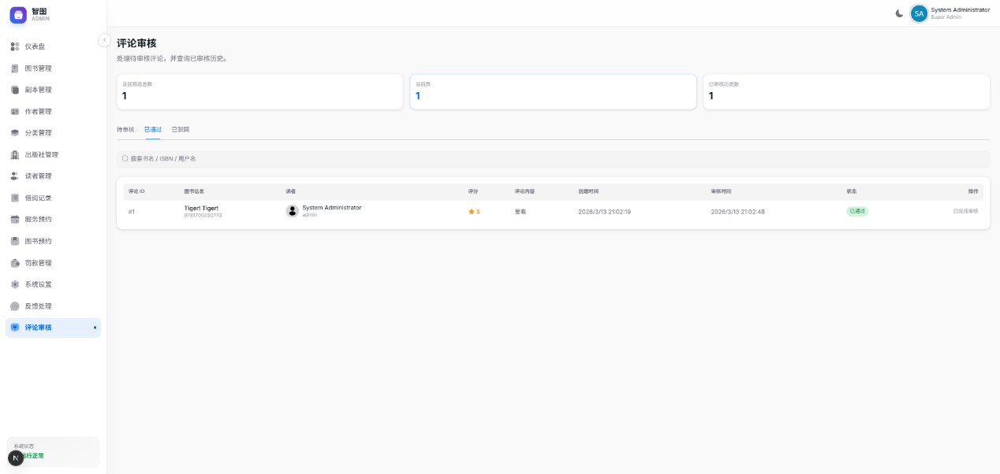 智图
ADMIN
SA
System Administrator
Super Admin
仪表盘
图书管理
副本管理
作者管理
分类管理
出版社管理
读者管理
借阅记录
服务预约
图书预约
罚款管理
系统设置
反馈处理
评论审核
系统状态
N
行正常
评论审核
处理待审核评论，并查询已审核历史。
当前筛选总数
1
当前页
1
已审核历史数
1
待审核 已通过 已驳回
搜索书名 / ISBN / 用户名
评论 ID 图书信息 读者 评分 评论内容 创建时间 审核时间 状态 操作
#1 Tiger! Tiger! System Administrator 5 爱看 2026/3/13 21:02:19 2026/3/13 21:02:48 已通过 已完成审核
9781700250773 admin